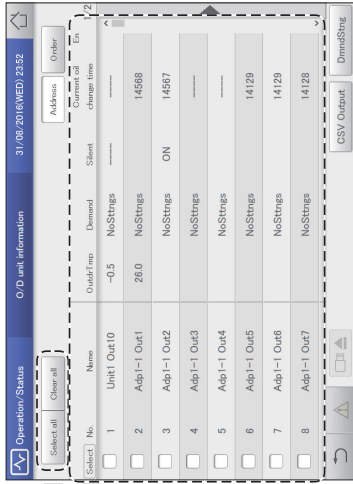 Operation/Status O/D unit information 31/08/2016(WED) 23:52
Select all Clear all Address Order
Select No. Name OutdrTmp Demand Silent Current oil change time En
1 Unit1 Out10 −0.5 NoSttngs ---- ----
2 Adp1-1 Out1 26.0 NoSttngs 14568
3 Adp1-1 Out2 NoSttngs ON 14567
4 Adp1-1 Out3 NoSttngs ----
5 Adp1-1 Out4 NoSttngs ----
6 Adp1-1 Out5 NoSttngs 14129
7 Adp1-1 Out6 NoSttngs 14129
8 Adp1-1 Out7 NoSttngs 14128
CSV Output DmndStng